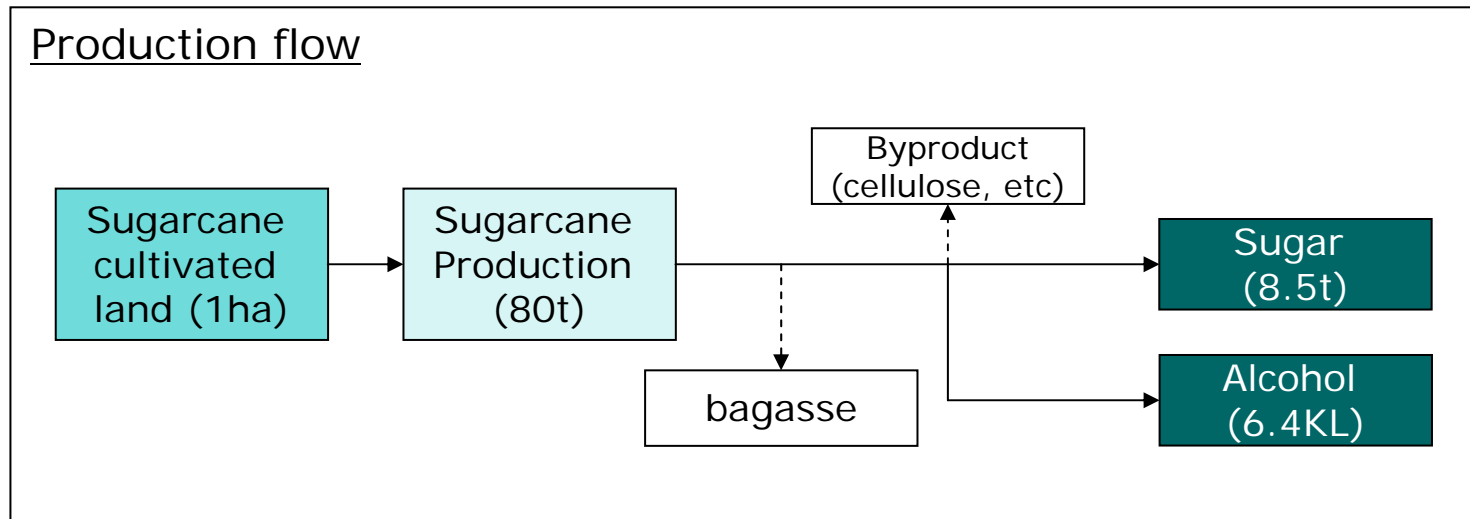 Production flow
Byproduct
(cellulose, etc)
Sugarcane
cultivated
land (1ha)
Sugarcane
Production
(80t)
Sugar
(8.5t)
bagasse
Alcohol
(6.4KL)